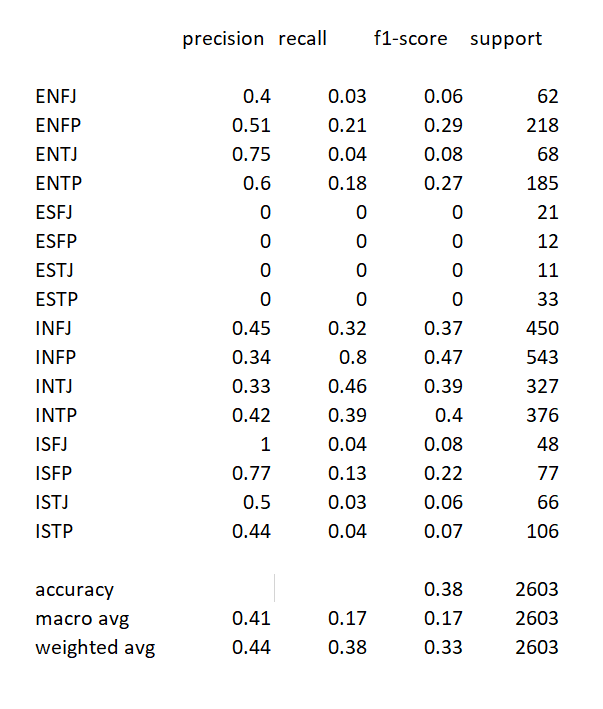 precision recall f1-score support
ENFJ 0.4 0.03 0.06 62
ENFP 0.51 0.21 0.29 218
ENTJ 0.75 0.04 0.08 68
ENTP 0.6 0.18 0.27 185
ESFJ 0 0 0 21
ESFP 0 0 0 12
ESTJ 0 0 0 11
ESTP 0 0 0 33
INFJ 0.45 0.32 0.37 450
INFP 0.34 0.8 0.47 543
INTJ 0.33 0.46 0.39 327
INTP 0.42 0.39 0.4 376
ISFJ 1 0.04 0.08 48
ISFP 0.77 0.13 0.22 77
ISTJ 0.5 0.03 0.06 66
ISTP 0.44 0.04 0.07 106
accuracy 0.38 2603
macro avg 0.41 0.17 0.17 2603
weighted avg 0.44 0.38 0.33 2603